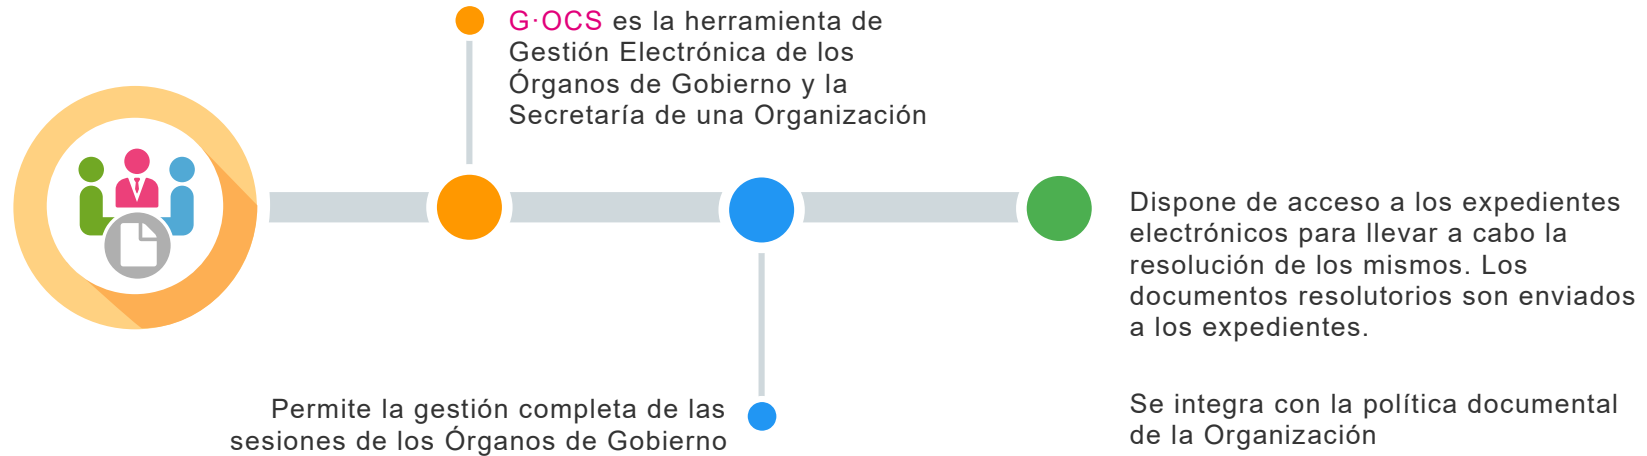 G·OCS es la herramienta de
Gestión Electrónica de los
Órganos de Gobierno y la
Secretaría de una Organización
Permite la gestión completa de las
sesiones de los Órganos de Gobierno
Dispone de acceso a los expedientes
electrónicos para llevar a cabo la
resolución de los mismos. Los
documentos resolutorios son enviados
a los expedientes.
Se integra con la política documental
de la Organización